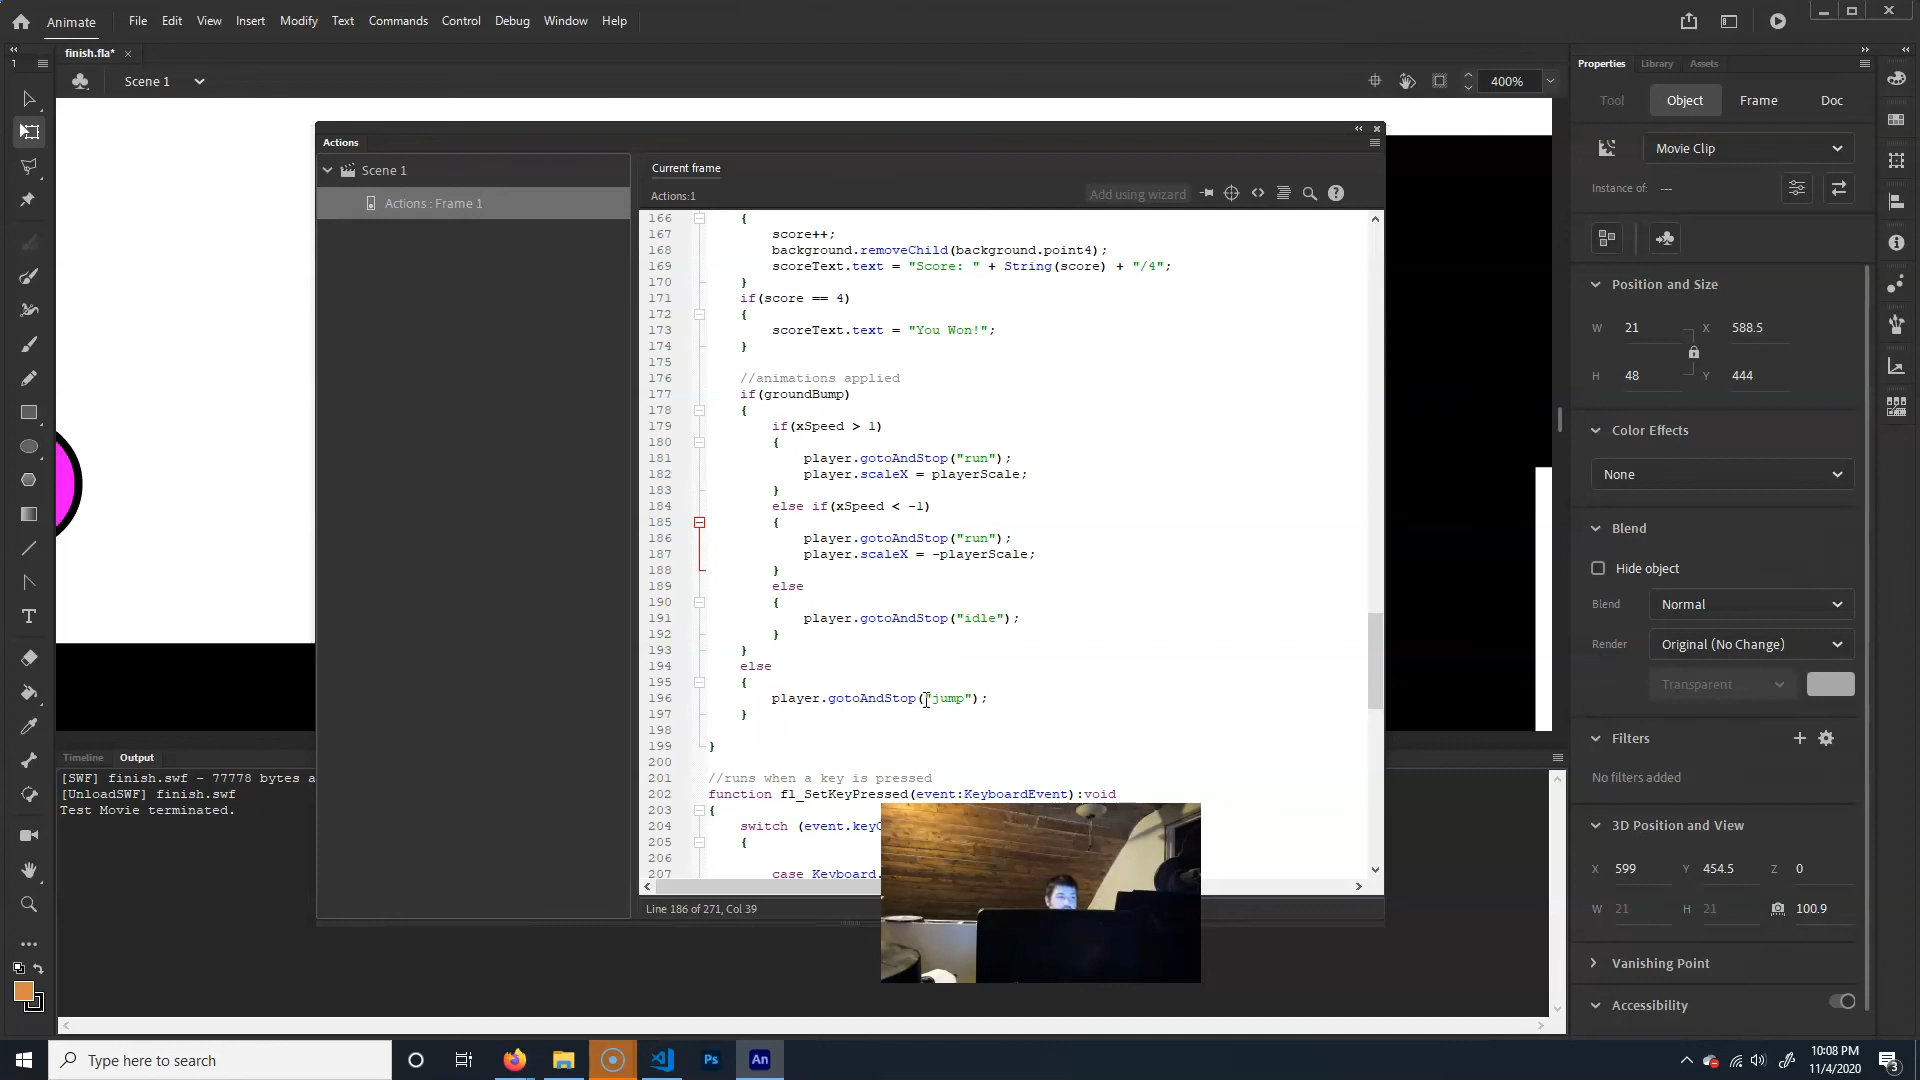 Animate File Edit View Insert Modify Text Commands Control Debug Window Help
finish.fla*
Scene 1
400%
Properties Library Assets
Tool Object Frame Doc
Movie Clip
Instance of: ---
Position and Size
W 21 X 588.5
H 48 Y 444
Color Effects
None
Blend
Hide object
Blend Normal
Render Original (No Change)
Transparent
Filters
No filters added
3D Position and View
X 599 Y 454.5 Z 0
W 21 H 21 100.9
Vanishing Point
Accessibility
Actions
Scene 1
Actions : Frame 1
Current frame
Actions:1
Add using wizard
166 {
167 score++;
168 background.removeChild(background.point4);
169 scoreText.text = "Score: " + String(score) + "/4";
170 }
171 if(score == 4)
172 {
173 scoreText.text = "You Won!";
174 }
175
176 //animations applied
177 if(groundBump)
178 {
179 if(xSpeed > 1)
180 {
181 player.gotoAndStop("run");
182 player.scaleX = playerScale;
183 }
184 else if(xSpeed < -1)
185 {
186 player.gotoAndStop("run");
187 player.scaleX = -playerScale;
188 }
189 else
190 {
191 player.gotoAndStop("idle");
192 }
193 }
194 else
195 {
196 player.gotoAndStop("jump");
197 }
198
199 }
200
201 //runs when a key is pressed
202 function fl_SetKeyPressed(event:KeyboardEvent):void
203 {
204 switch (event.keyC
205 {
206
207 case Keyboard.
Line 186 of 271, Col 39
Timeline Output
[SWF] finish.swf - 77778 bytes a
[UnloadSWF] finish.swf
Test Movie terminated.
Type here to search
Ps An
10:08 PM
11/4/2020
3